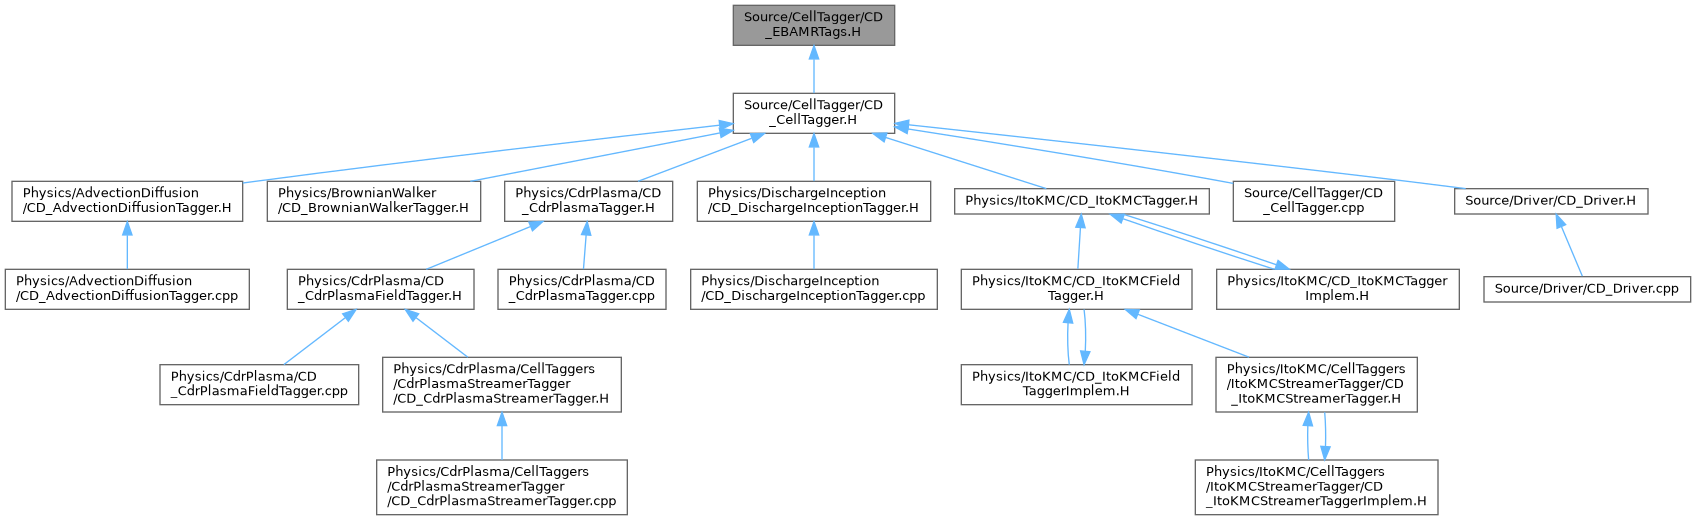 Source/CellTagger/CD
_EBAMRTags.H
Source/CellTagger/CD
_CellTagger.H
Physics/AdvectionDiffusion
/CD_AdvectionDiffusionTagger.H
Physics/BrownianWalker
/CD_BrownianWalkerTagger.H
Physics/CdrPlasma/CD
_CdrPlasmaTagger.H
Physics/DischargeInception
/CD_DischargeInceptionTagger.H
Physics/ItoKMC/CD_ItoKMCTagger.H
Source/CellTagger/CD
_CellTagger.cpp
Source/Driver/CD_Driver.H
Physics/AdvectionDiffusion
/CD_AdvectionDiffusionTagger.cpp
Physics/CdrPlasma/CD
_CdrPlasmaFieldTagger.H
Physics/CdrPlasma/CD
_CdrPlasmaTagger.cpp
Physics/DischargeInception
/CD_DischargeInceptionTagger.cpp
Physics/ItoKMC/CD_ItoKMCField
Tagger.H
Physics/ItoKMC/CD_ItoKMCTagger
Implem.H
Source/Driver/CD_Driver.cpp
Physics/CdrPlasma/CD
_CdrPlasmaFieldTagger.cpp
Physics/CdrPlasma/CellTaggers
/CdrPlasmaStreamerTagger
/CD_CdrPlasmaStreamerTagger.H
Physics/ItoKMC/CD_ItoKMCField
TaggerImplem.H
Physics/ItoKMC/CellTaggers
/ItoKMCStreamerTagger/CD
_ItoKMCStreamerTagger.H
Physics/CdrPlasma/CellTaggers
/CdrPlasmaStreamerTagger
/CD_CdrPlasmaStreamerTagger.cpp
Physics/ItoKMC/CellTaggers
/ItoKMCStreamerTagger/CD
_ItoKMCStreamerTaggerImplem.H